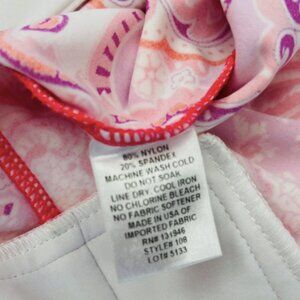 80% NYLON
20% SPANDEX
MACHINE WASH COLD
DO NOT SOAK
LINE DRY. COOL IRON
NO CHLORINE BLEACH
NO FABRIC SOFTENER
MADE IN USA OF
IMPORTED FABRIC
RN# 131946
STYLE# 108
LOT# 5133